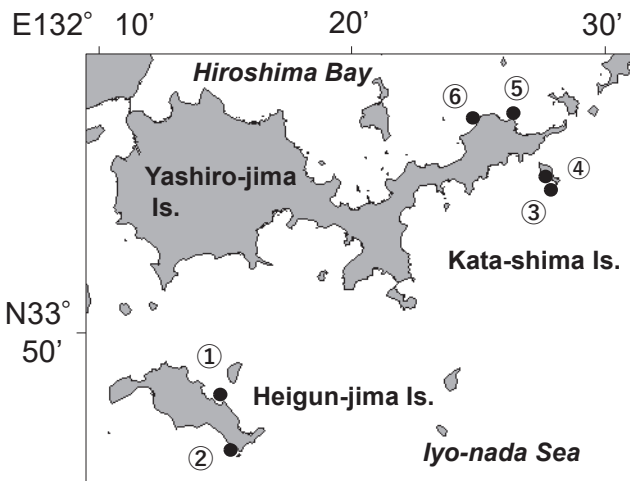 E132° 10’ 20’ 30’
Hiroshima Bay
⑥ ⑤
Yashiro-jima
Is.
④
③
Kata-shima Is.
N33°
50’
①
Heigun-jima Is.
②
Iyo-nada Sea